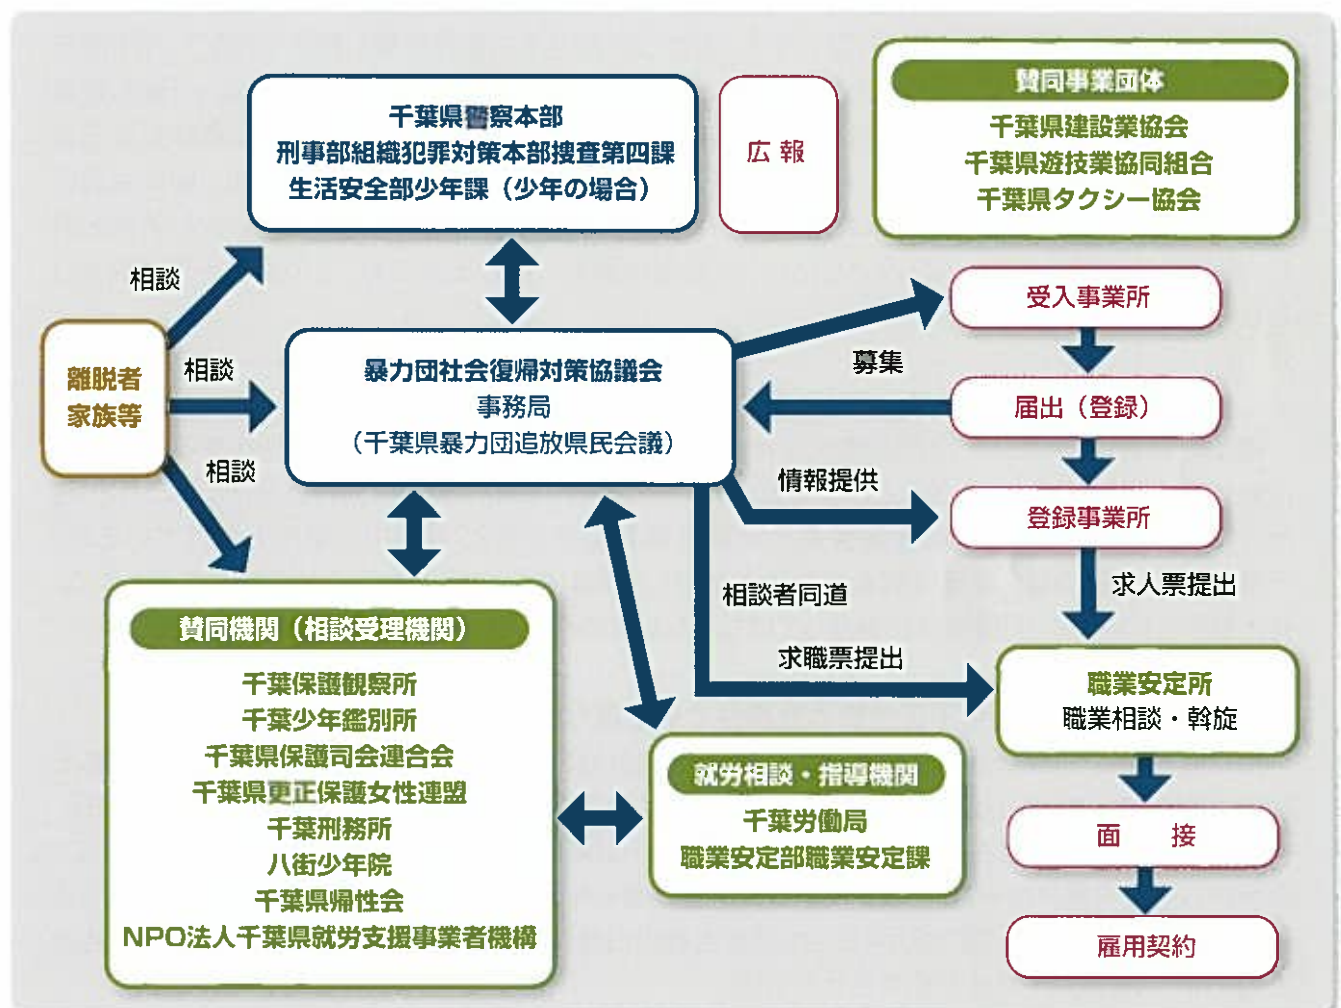 千葉県警察本部
刑事部組織犯罪対策本部捜査第四課
生活安全部少年課（少年の場合）
広報
賛同事業団体
千葉県建設業協会
千葉県遊技業協同組合
千葉県タクシー協会
相談
受入事業所
離脱者
家族等
相談
暴力団社会復帰対策協議会
事務局
（千葉県暴力団追放県民会議）
募集
届出（登録）
相談
情報提供
登録事業所
相談者同道
求人票提出
求職票提出
職業安定所
職業相談・斡旋
賛同機関（相談受理機関）
千葉保護観察所
千葉少年鑑別所
千葉県保護司会連合会
千葉県更正保護女性連盟
千葉刑務所
八街少年院
千葉県帰性会
NPO法人千葉県就労支援事業者機構
就労相談・指導機関
千葉労働局
職業安定部職業安定課
面　接
雇用契約